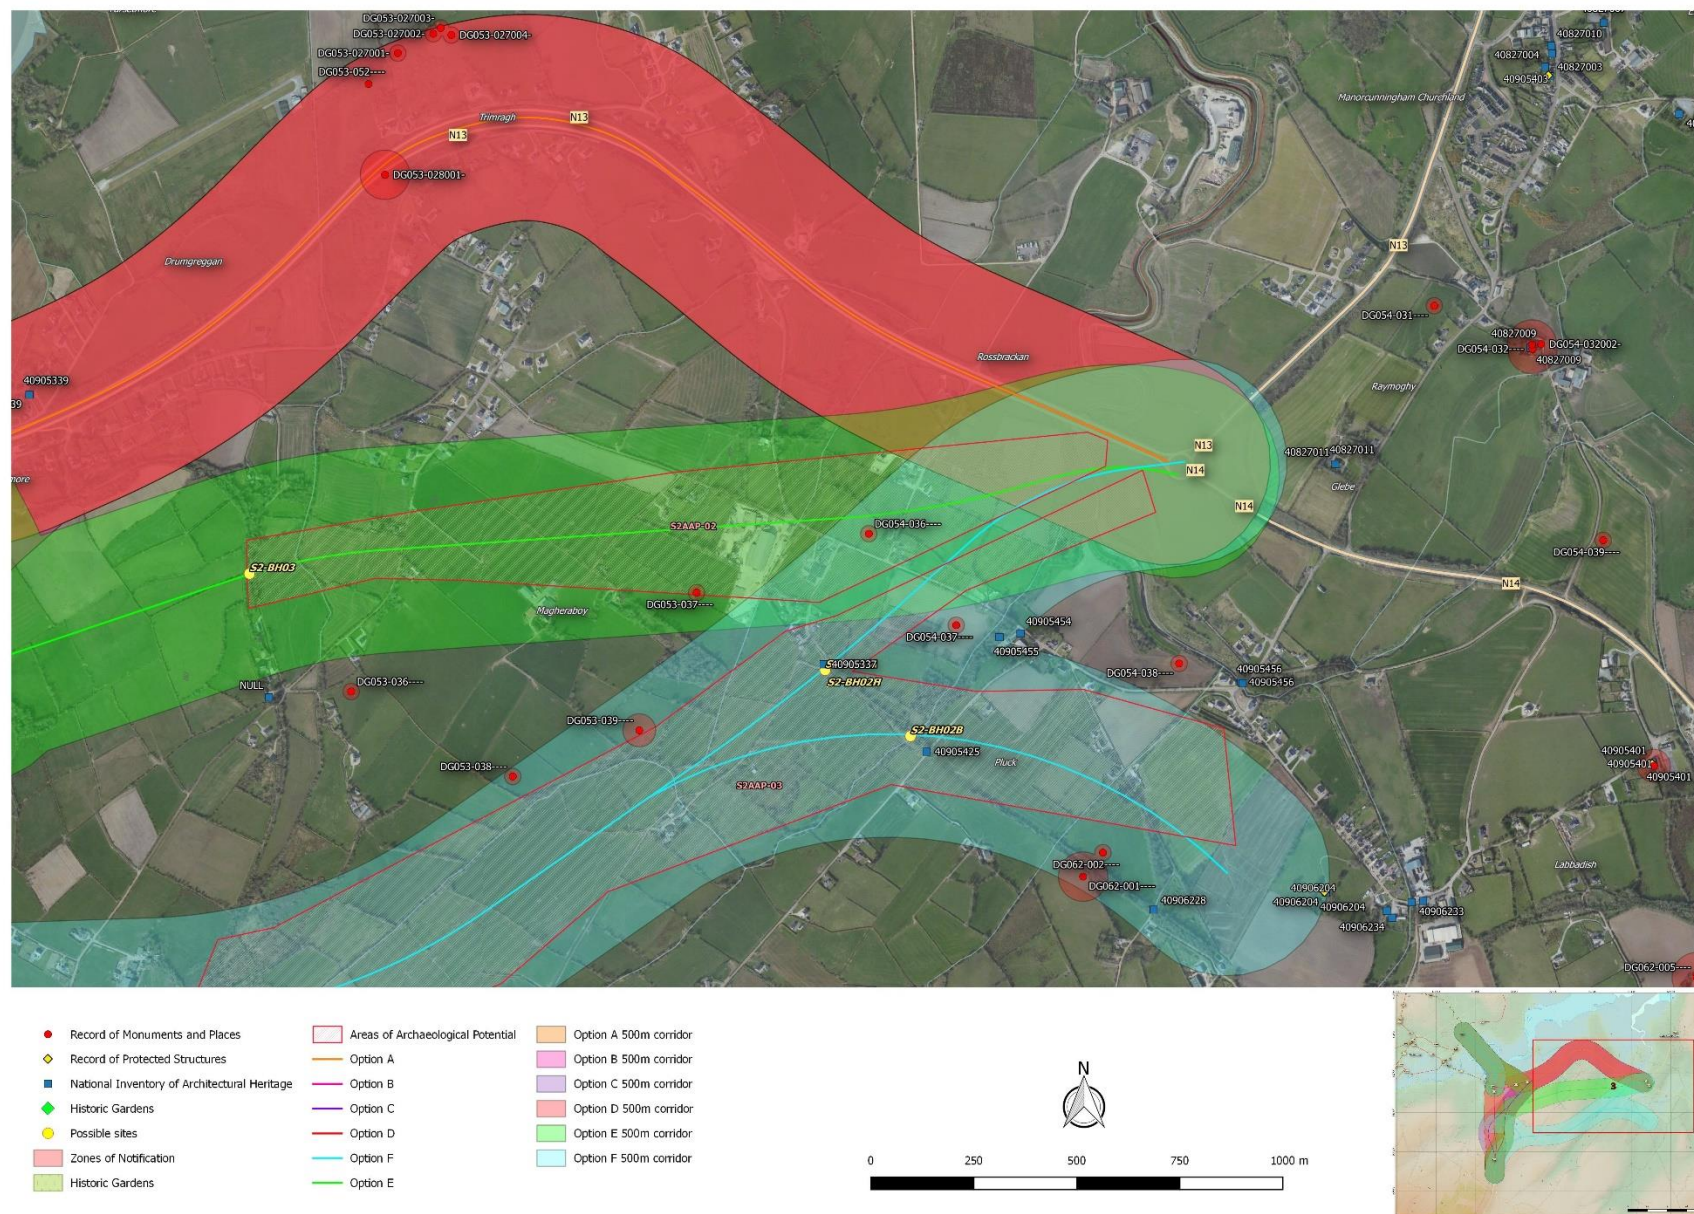 DG053-027003-
DG053-027002-
DG053-027004-
DG053-027001-
DG053-052----
40827010
40827004
40827003
40905403
Manorcunningham Churchland
Trimragh
N13
N13
DG053-028001-
Drumgreggan
N13
DG054-031----
40827009
DG054-032----
DG054-032002-
40827009
Rossbrackan
Raymoghy
40905339
39
N13
N14
40827011
40827011
Glebe
N14
S2AAP-02
DG054-036----
DG054-039----
S2-BH03
N14
DG053-037----
Magheraboy
DG054-037----
40905454
40905455
40905337
S2-BH02H
DG054-038----
40905456
40905456
NULL
DG053-036----
DG053-039----
S2-BH02B
40905425
Pluck
40905401
40905401
40905401
DG053-038----
S2AAP-03
DG062-002----
DG062-001----
Labbadish
40906204
40906204
40906204
40906228
40906233
40906234
DG062-005----
Record of Monuments and Places
Record of Protected Structures
National Inventory of Architectural Heritage
Historic Gardens
Possible sites
Zones of Notification
Historic Gardens
Areas of Archaeological Potential
Option A
Option B
Option C
Option D
Option F
Option E
Option A 500m corridor
Option B 500m corridor
Option C 500m corridor
Option D 500m corridor
Option E 500m corridor
Option F 500m corridor
N
0 250 500 750 1000 m
3